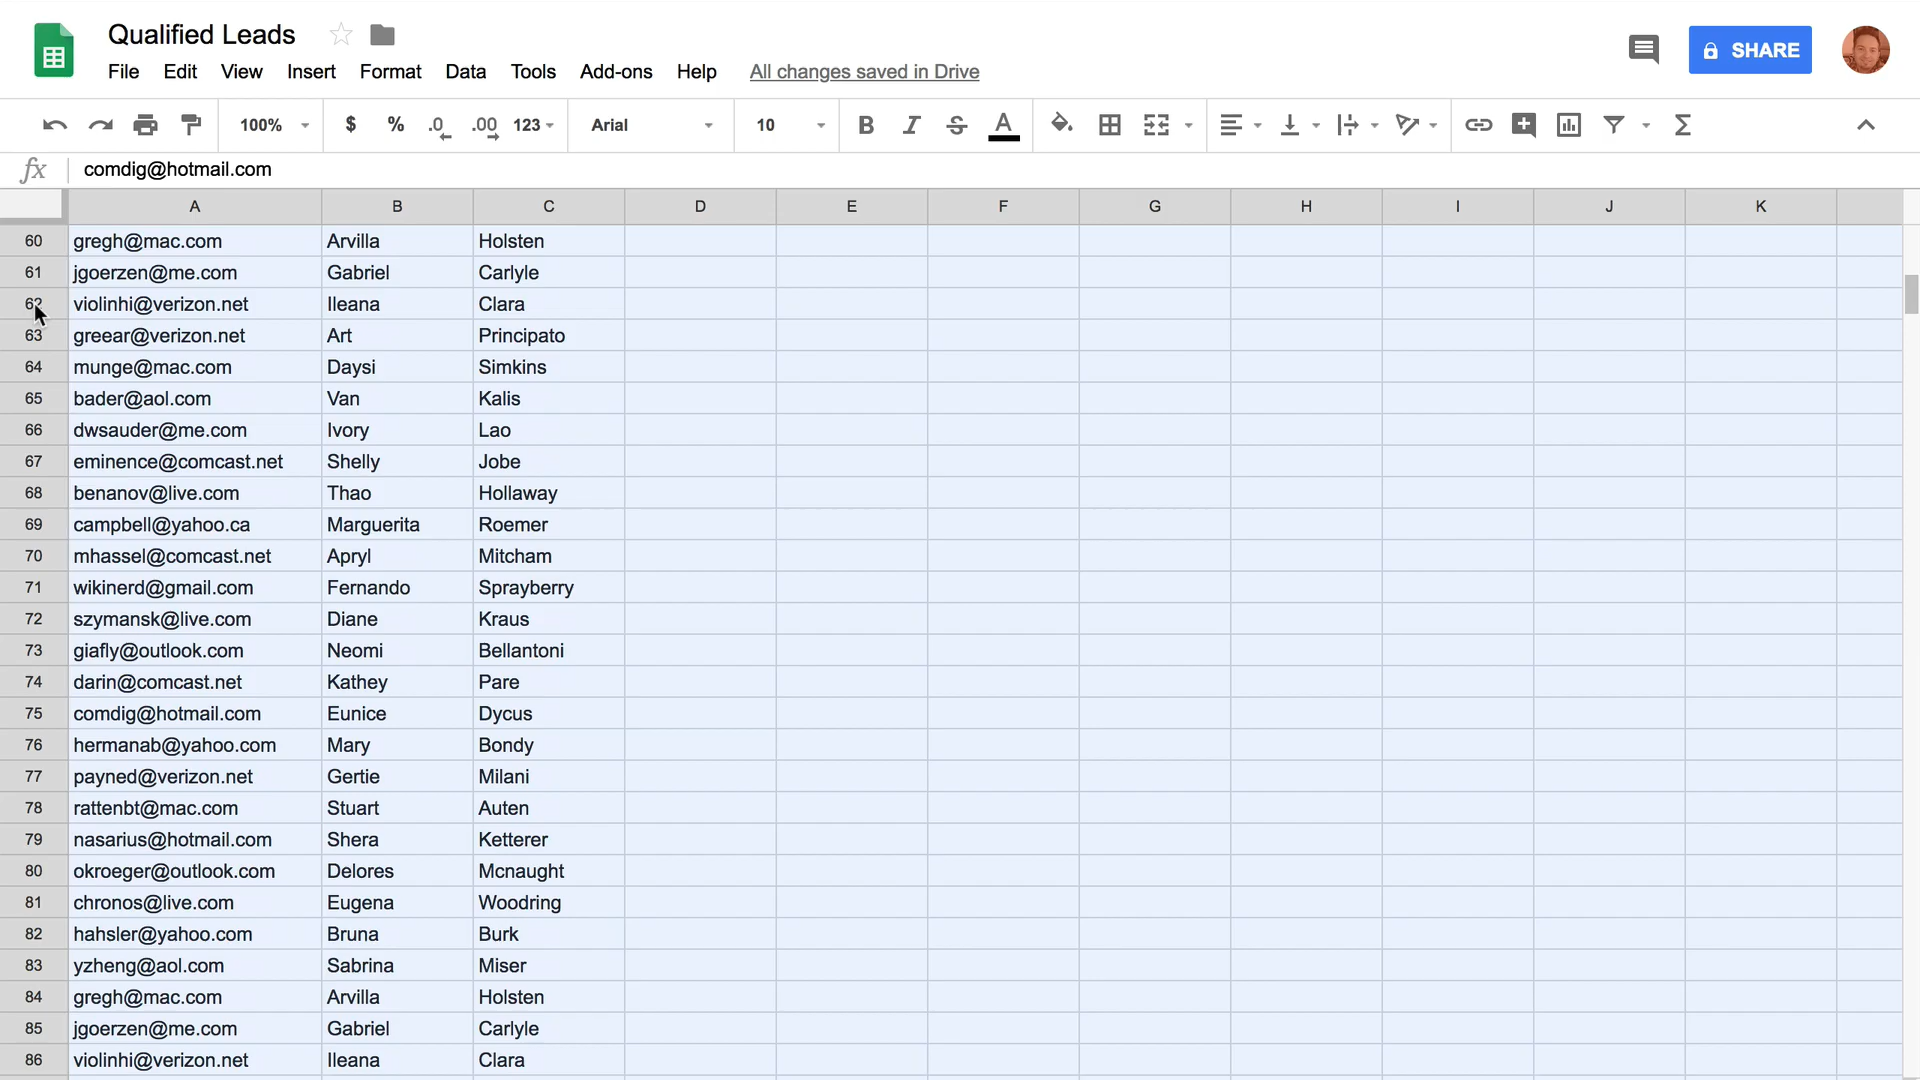 Qualified Leads
File Edit View Insert Format Data Tools Add-ons Help All changes saved in Drive
SHARE
100% $ % .0 .00 123 Arial 10 B I S A Σ
fx comdig@hotmail.com
A B C D E F G H I J K
60 gregh@mac.com Arvilla Holsten
61 jgoerzen@me.com Gabriel Carlyle
62 violinhi@verizon.net Ileana Clara
63 greear@verizon.net Art Principato
64 munge@mac.com Daysi Simkins
65 bader@aol.com Van Kalis
66 dwsauder@me.com Ivory Lao
67 eminence@comcast.net Shelly Jobe
68 benanov@live.com Thao Hollaway
69 campbell@yahoo.ca Marguerita Roemer
70 mhassel@comcast.net Apryl Mitcham
71 wikinerd@gmail.com Fernando Sprayberry
72 szymansk@live.com Diane Kraus
73 giafly@outlook.com Neomi Bellantoni
74 darin@comcast.net Kathey Pare
75 comdig@hotmail.com Eunice Dycus
76 hermanab@yahoo.com Mary Bondy
77 payned@verizon.net Gertie Milani
78 rattenbt@mac.com Stuart Auten
79 nasarius@hotmail.com Shera Ketterer
80 okroeger@outlook.com Delores Mcnaught
81 chronos@live.com Eugena Woodring
82 hahsler@yahoo.com Bruna Burk
83 yzheng@aol.com Sabrina Miser
84 gregh@mac.com Arvilla Holsten
85 jgoerzen@me.com Gabriel Carlyle
86 violinhi@verizon.net Ileana Clara